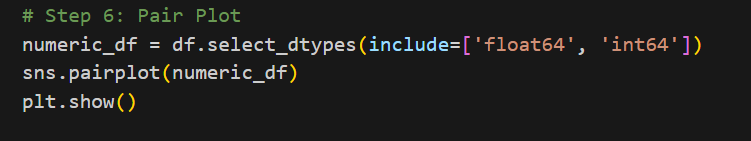 # Step 6: Pair Plot
numeric_df = df.select_dtypes(include=['float64', 'int64'])
sns.pairplot(numeric_df)
plt.show()